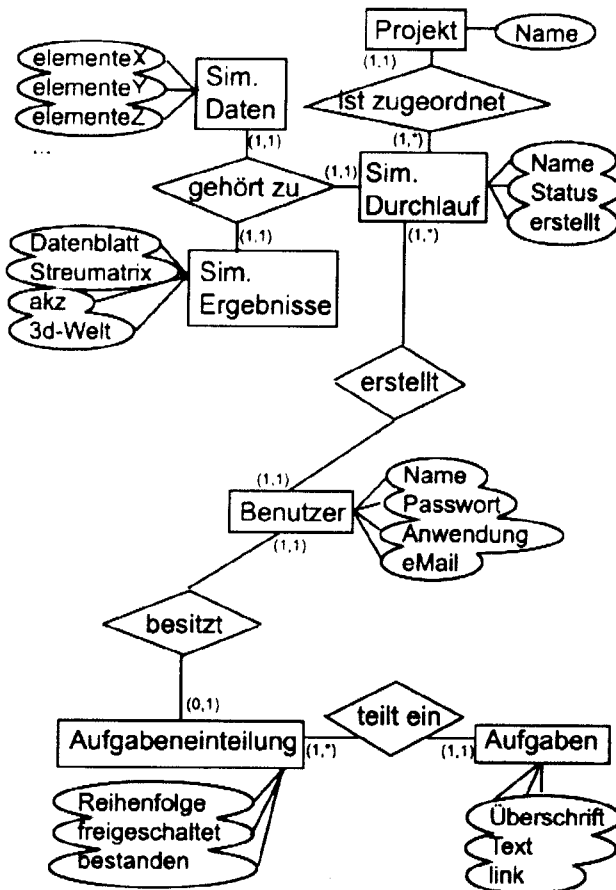 Projekt
Name
(1,1)
ist zugeordnet
(1,*)
elementeX
elementeY
elementeZ
...
Sim.
Daten
(1,1)
gehört zu
(1,1)
(1,1)
Sim.
Durchlauf
Name
Status
erstellt
(1,*)
Datenblatt
Streumatrix
akz
3d-Welt
Sim.
Ergebnisse
erstellt
(1,1)
Benutzer
(1,1)
Name
Passwort
Anwendung
eMail
besitzt
(0,1)
Aufgabeneinteilung
(1,*)
teilt ein
(1,1)
Aufgaben
Reihenfolge
freigeschaltet
bestanden
Überschrift
Text
link